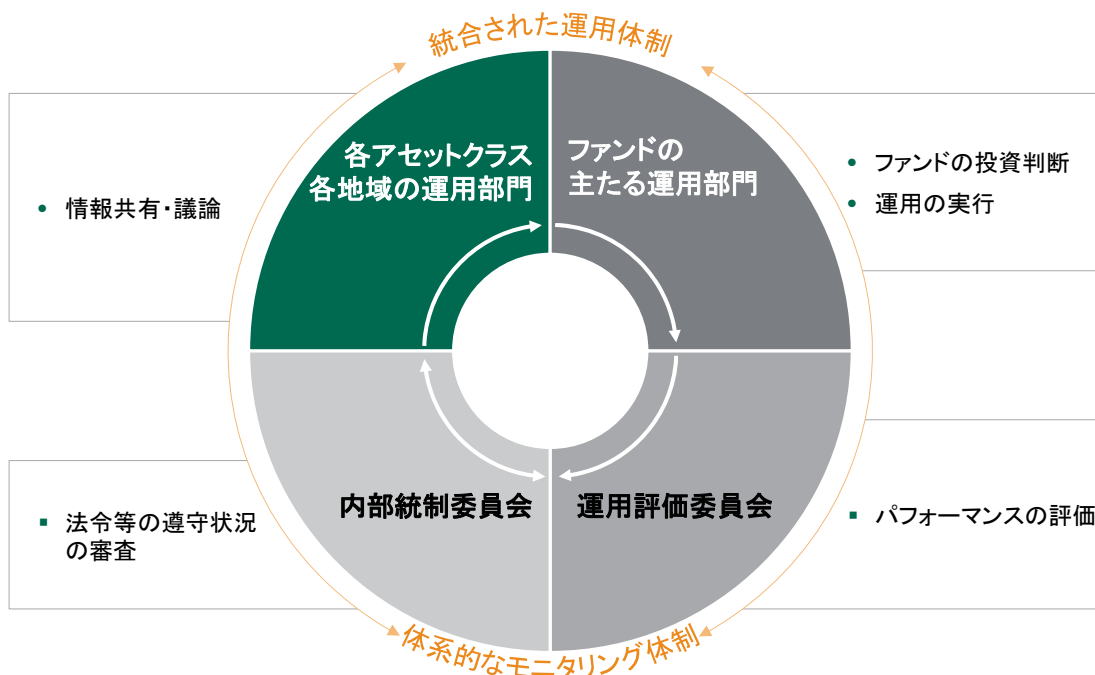 統合された運用体制
各アセットクラス
各地域の運用部門
ファンドの
主たる運用部門
• 情報共有・議論
• ファンドの投資判断
• 運用の実行
内部統制委員会
運用評価委員会
▪ 法令等の遵守状況
の審査
▪ パフォーマンスの評価
体系的なモニタリング体制